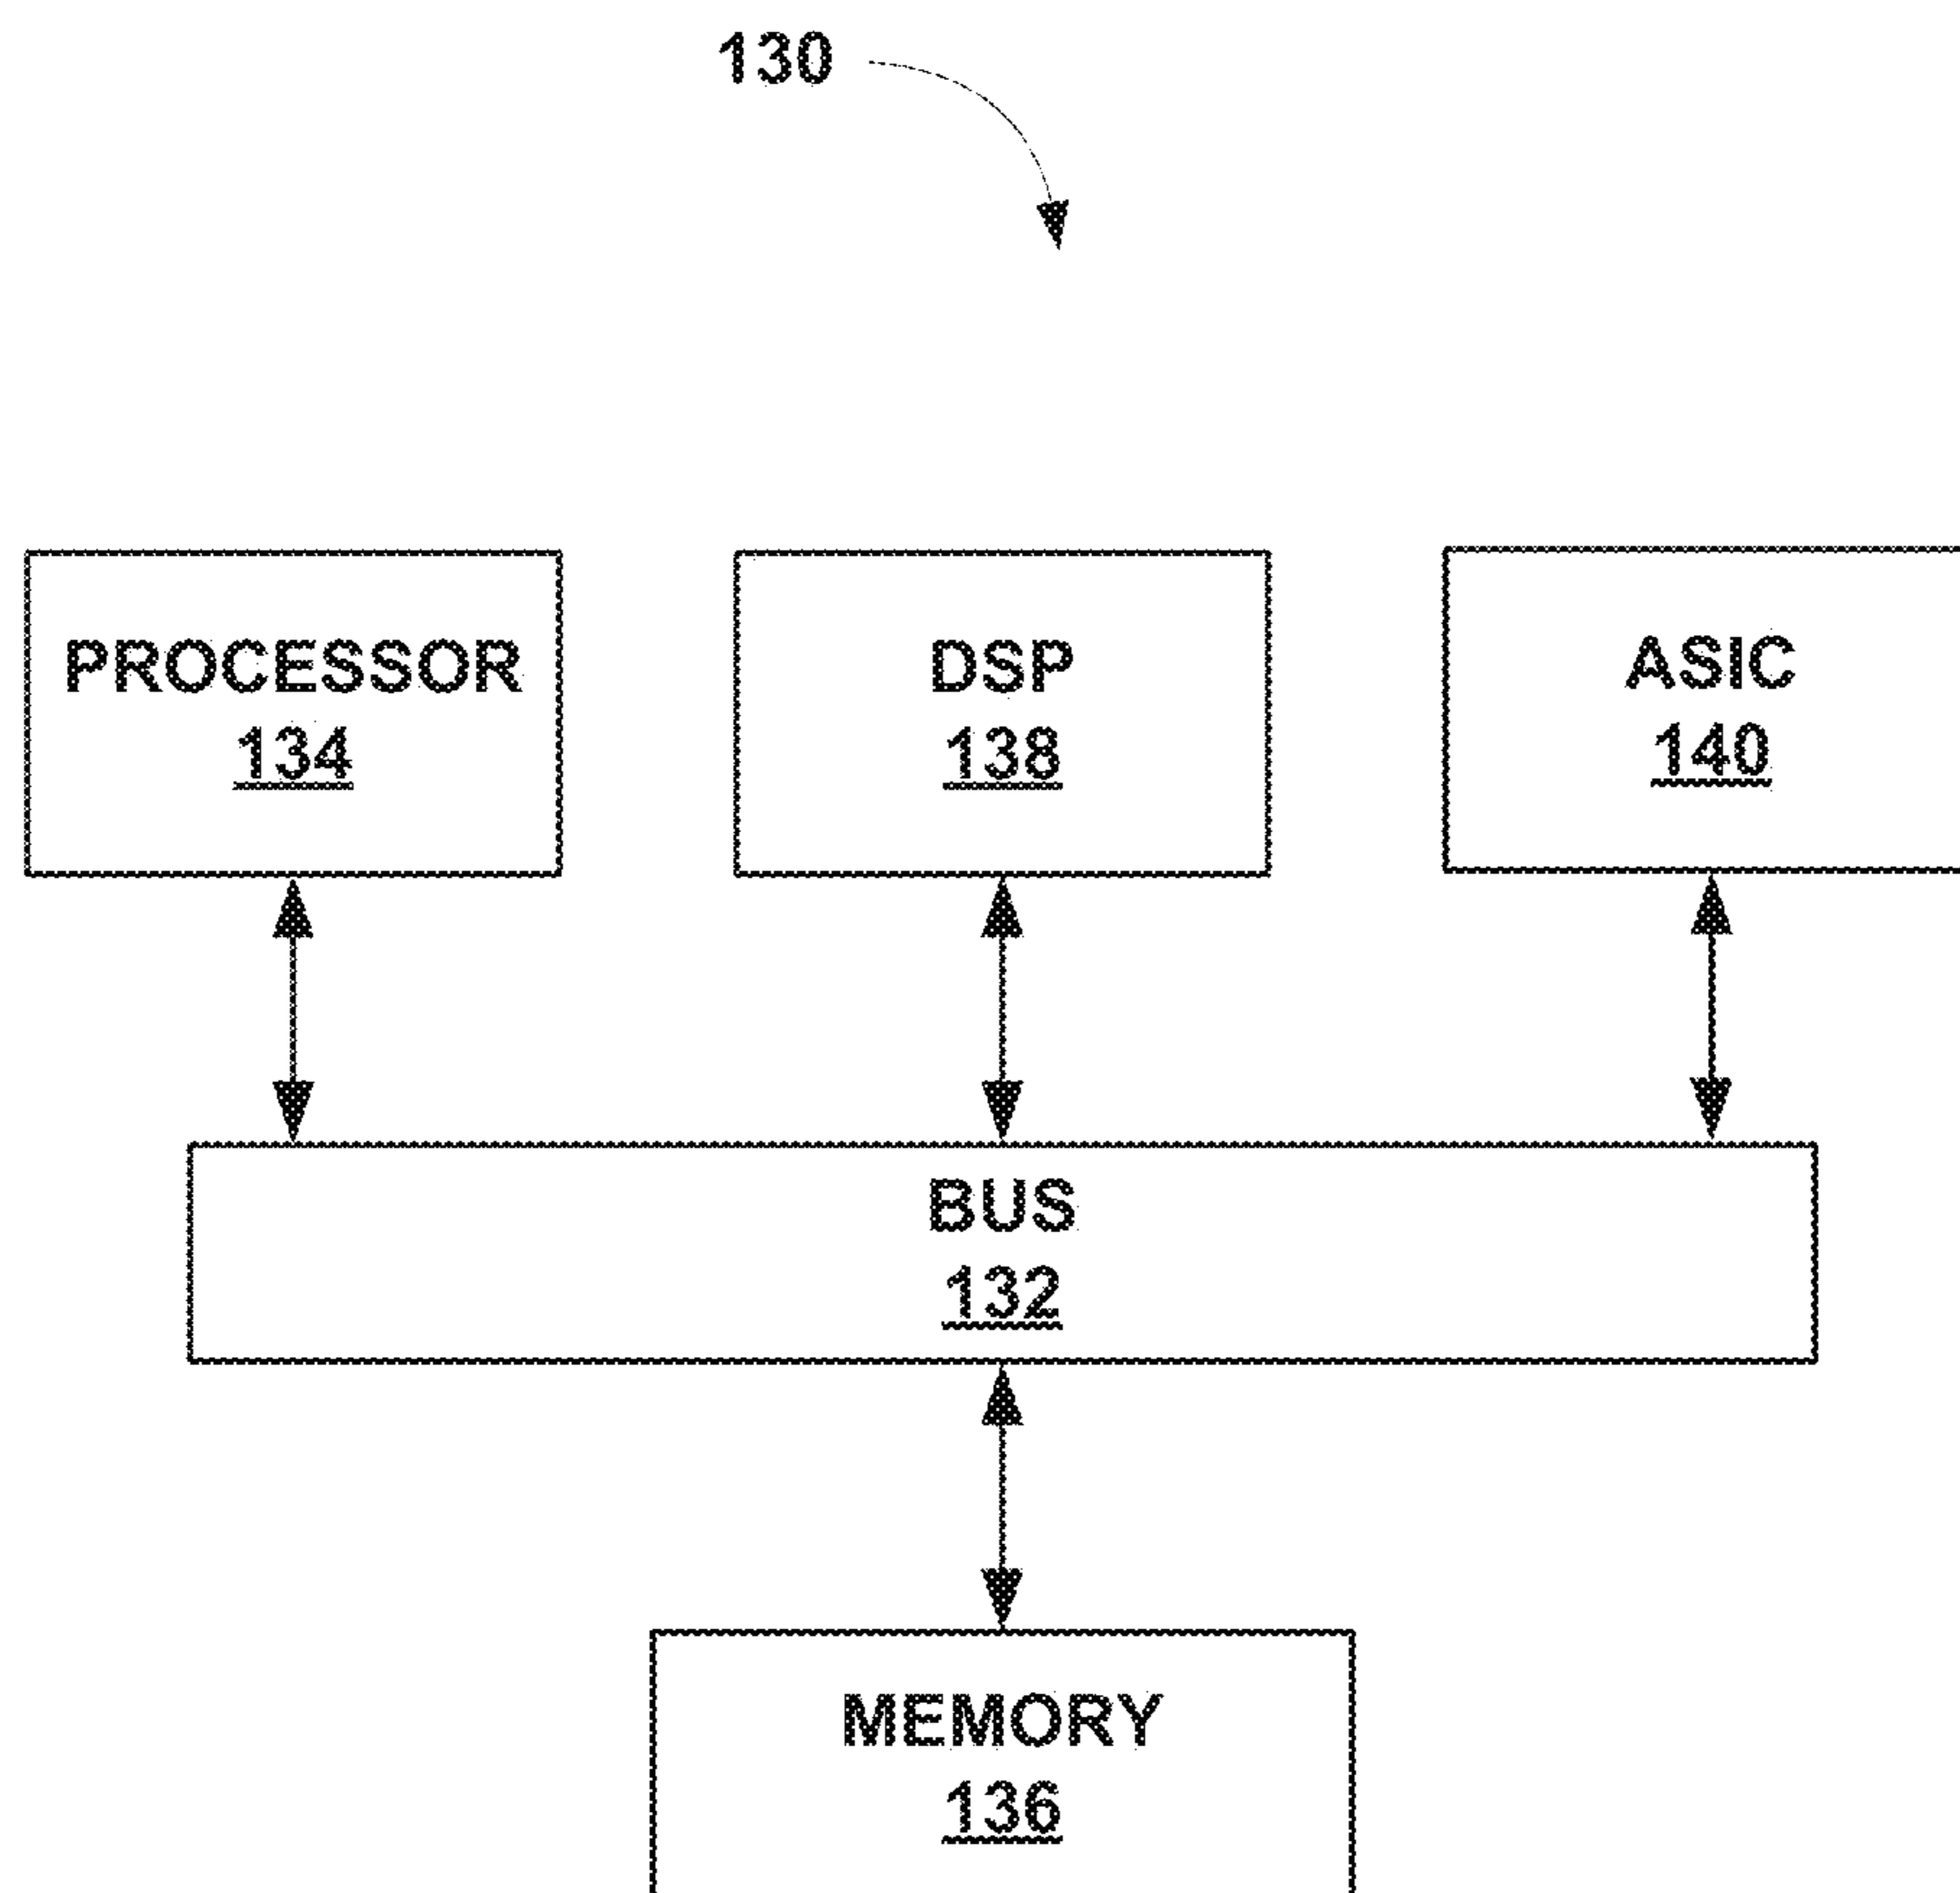 130
PROCESSOR
134
DSP
138
ASIC
140
BUS
132
MEMORY
136